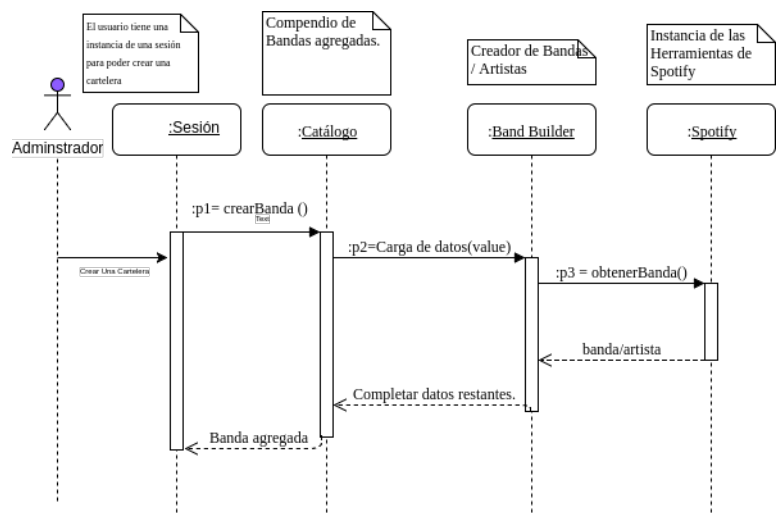 El usuario tiene una
instancia de una sesión
para poder crear una
cartelera
Compendio de
Bandas agregadas.
Creador de Bandas
/ Artistas
Instancia de las
Herramientas de
Spotify
Adminstrador
:Sesión
:Catálogo
:Band Builder
:Spotify
:p1= crearBanda ()
Text
:p2=Carga de datos(value)
Crear Una Cartelera
:p3 = obtenerBanda()
banda/artista
Completar datos restantes.
Banda agregada